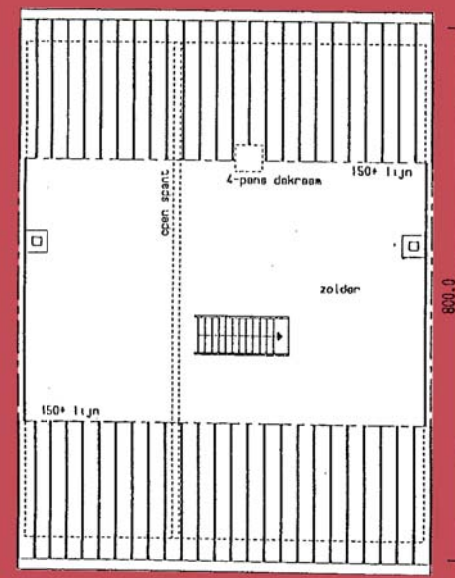 open spant
4-pans dakraam
150+ lijn
zolder
800.0
150+ lijn